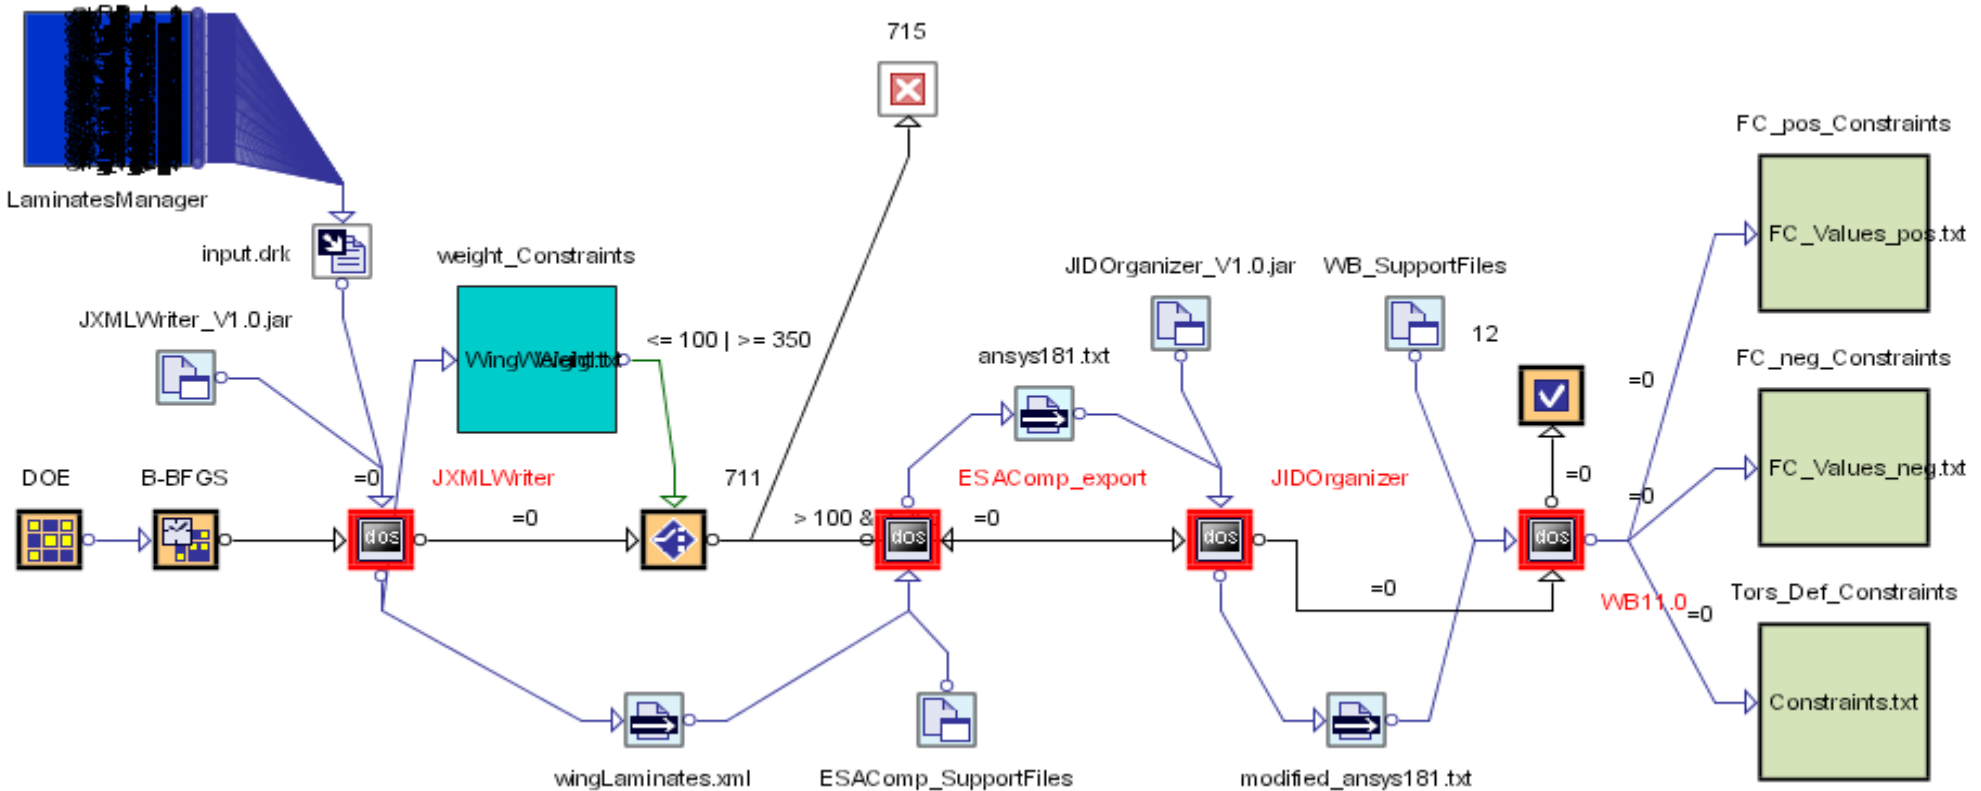 715
FC_pos_Constraints
LaminatesManager
FC_Values_pos.txt
input.drk
weight_Constraints
JIDOrganizer_V1.0.jar
WB_SupportFiles
JXMLWriter_V1.0.jar
<= 100 | >= 350
12
ansys181.txt
FC_neg_Constraints
=0
DOE
B-BFGS
=0
JXMLWriter
711
ESAComp_export
JIDOrganizer
=0
=0
FC_Values_neg.txt
=0
> 100 &
=0
dos
dos
dos
dos
=0
WB11.0
=0
Tors_Def_Constraints
Constraints.txt
wingLaminates.xml
ESAComp_SupportFiles
modified_ansys181.txt